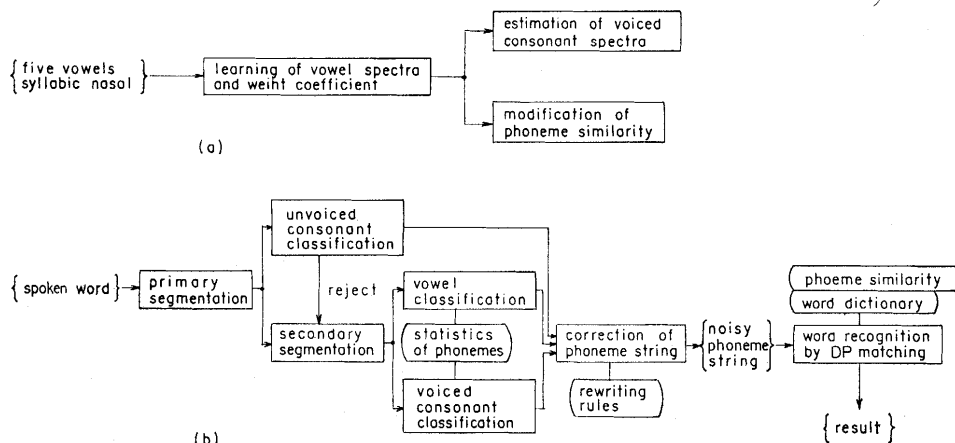 estimation of voiced
consonant spectra
five vowels
syllabic nasal
learning of vowel spectra
and weiht coefficient
modification of
phoneme similarity
(a)
unvoiced
consonant
classification
{spoken word}
primary
segmentation
reject
vowel
classification
secondary
segmentation
statistics
of phonemes
voiced
consonant
classification
correction of
phoneme string
rewriting
rules
noisy
phoneme
string
phoeme similarity
word dictionary
word recognition
by DP matching
{result}
(b)